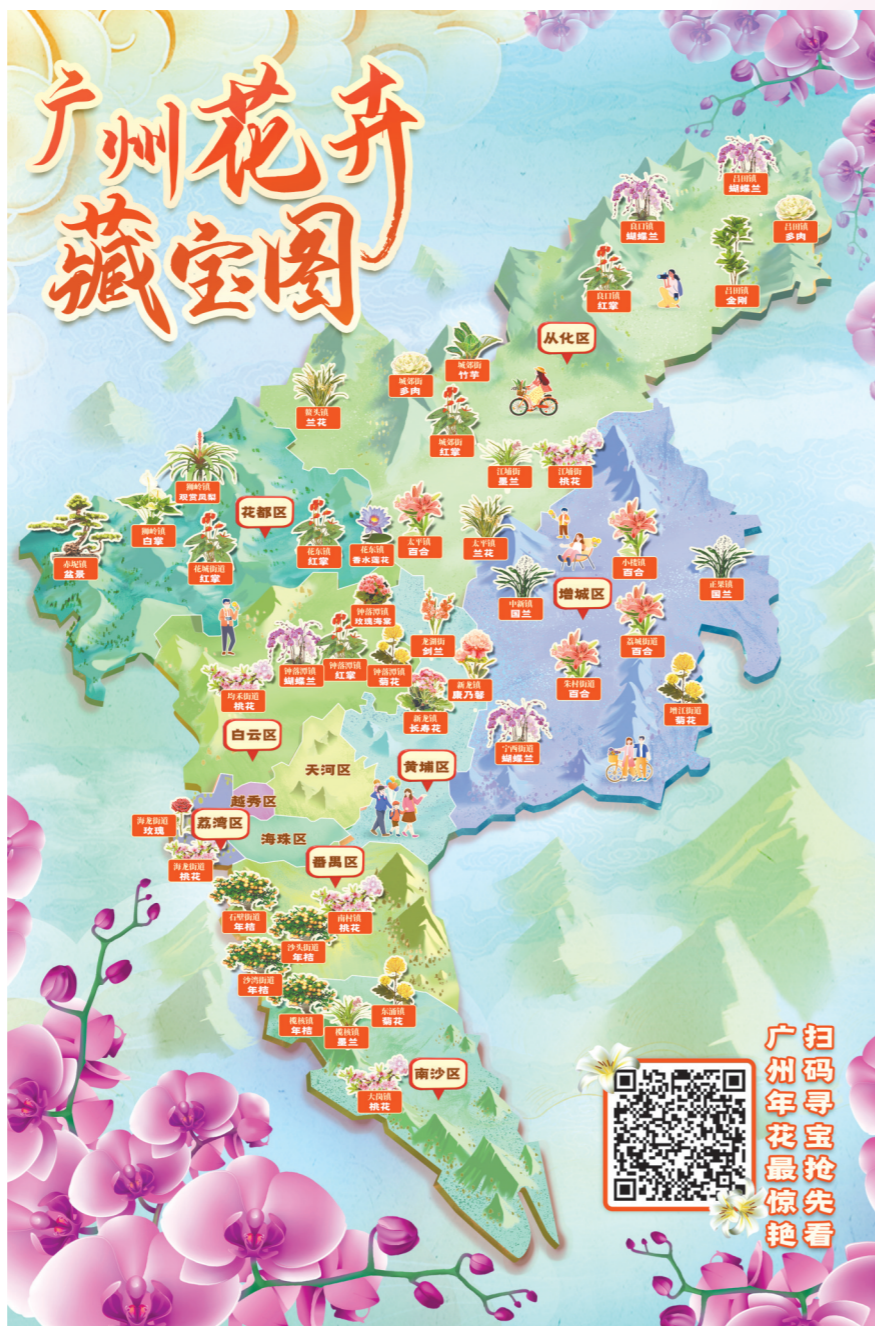 广州花卉
藏宝图
吕田镇
蝴蝶兰
良口镇
蝴蝶兰
吕田镇
多肉
良口镇
红掌
吕田镇
金刚
从化区
城郊街
竹芋
城郊街
多肉
鳌头镇
兰花
城郊街
红掌
江埔街
墨兰
江埔街
桃花
狮岭镇
观赏凤梨
狮岭镇
白掌
花都区
赤坭镇
盆景
花城街道
红掌
花东镇
红掌
花东镇
香水莲花
太平镇
百合
太平镇
兰花
小楼镇
百合
正果镇
国兰
中新镇
国兰
增城区
钟落潭镇
玫瑰海棠
龙湖街
剑兰
荔城街道
百合
钟落潭镇
蝴蝶兰
钟落潭镇
红掌
钟落潭镇
菊花
新龙镇
康乃馨
朱村街道
百合
均禾街道
桃花
新龙镇
长寿花
增江街道
菊花
宁西街道
蝴蝶兰
白云区
天河区
黄埔区
越秀区
海龙街道
玫瑰
荔湾区
海珠区
海龙街道
桃花
番禺区
石壁街道
年桔
南村镇
桃花
沙头街道
年桔
沙湾街道
年桔
榄核镇
年桔
榄核镇
墨兰
东涌镇
菊花
南沙区
大岗镇
桃花
扫码寻宝抢先看
广州年花最惊艳